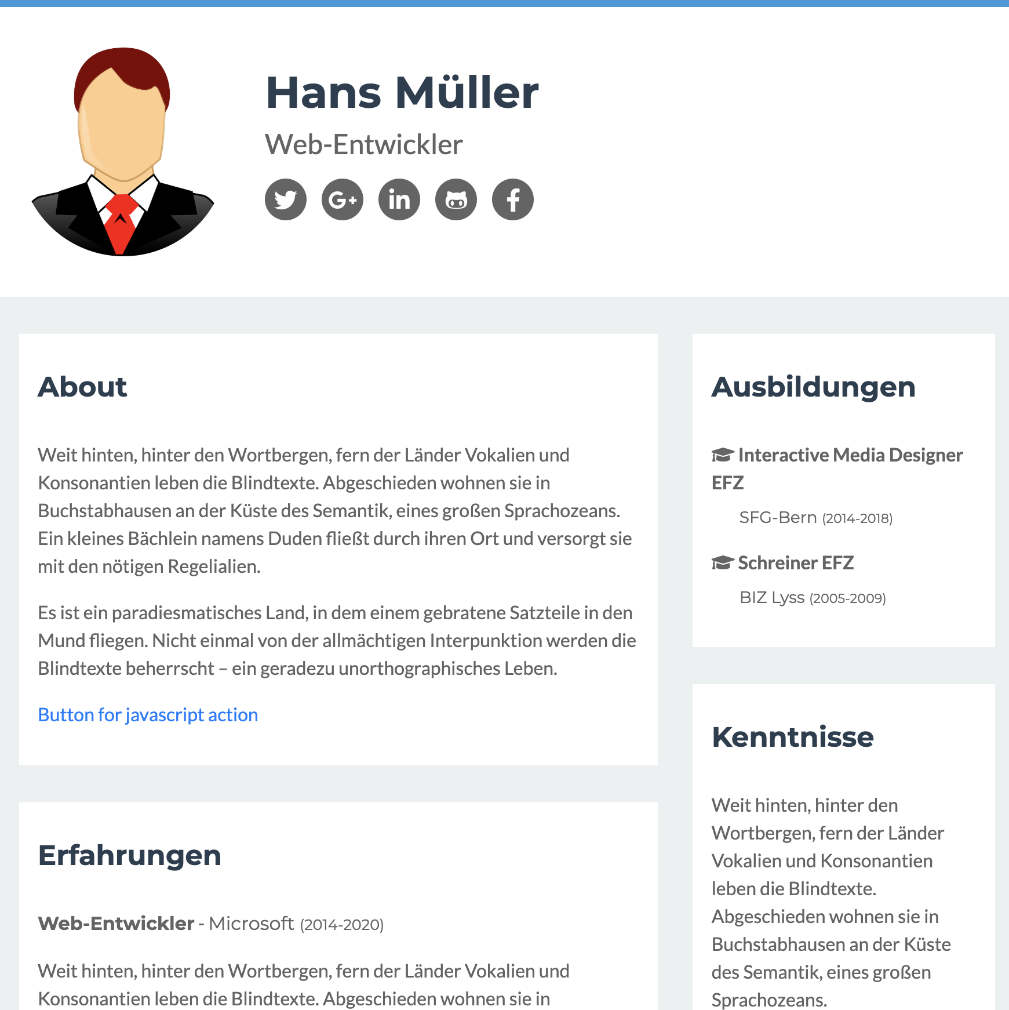 Hans Müller
Web-Entwickler
About
Weit hinten, hinter den Wortbergen, fern der Länder Vokalien und
Konsonantien leben die Blindtexte. Abgeschieden wohnen sie in
Buchstabhausen an der Küste des Semantik, eines großen Sprachozeans.
Ein kleines Bächlein namens Duden fließt durch ihren Ort und versorgt sie
mit den nötigen Regelialien.
Es ist ein paradiesmatisches Land, in dem einem gebratene Satzteile in den
Mund fliegen. Nicht einmal von der allmächtigen Interpunktion werden die
Blindtexte beherrscht – ein geradezu unorthographisches Leben.
Button for javascript action
Erfahrungen
Web-Entwickler - Microsoft (2014-2020)
Weit hinten, hinter den Wortbergen, fern der Länder Vokalien und
Konsonantien leben die Blindtexte. Abgeschieden wohnen sie in
Ausbildungen
Interactive Media Designer
EFZ
SFG-Bern (2014-2018)
Schreiner EFZ
BIZ Lyss (2005-2009)
Kenntnisse
Weit hinten, hinter den
Wortbergen, fern der Länder
Vokalien und Konsonantien
leben die Blindtexte.
Abgeschieden wohnen sie in
Buchstabhausen an der Küste
des Semantik, eines großen
Sprachozeans.